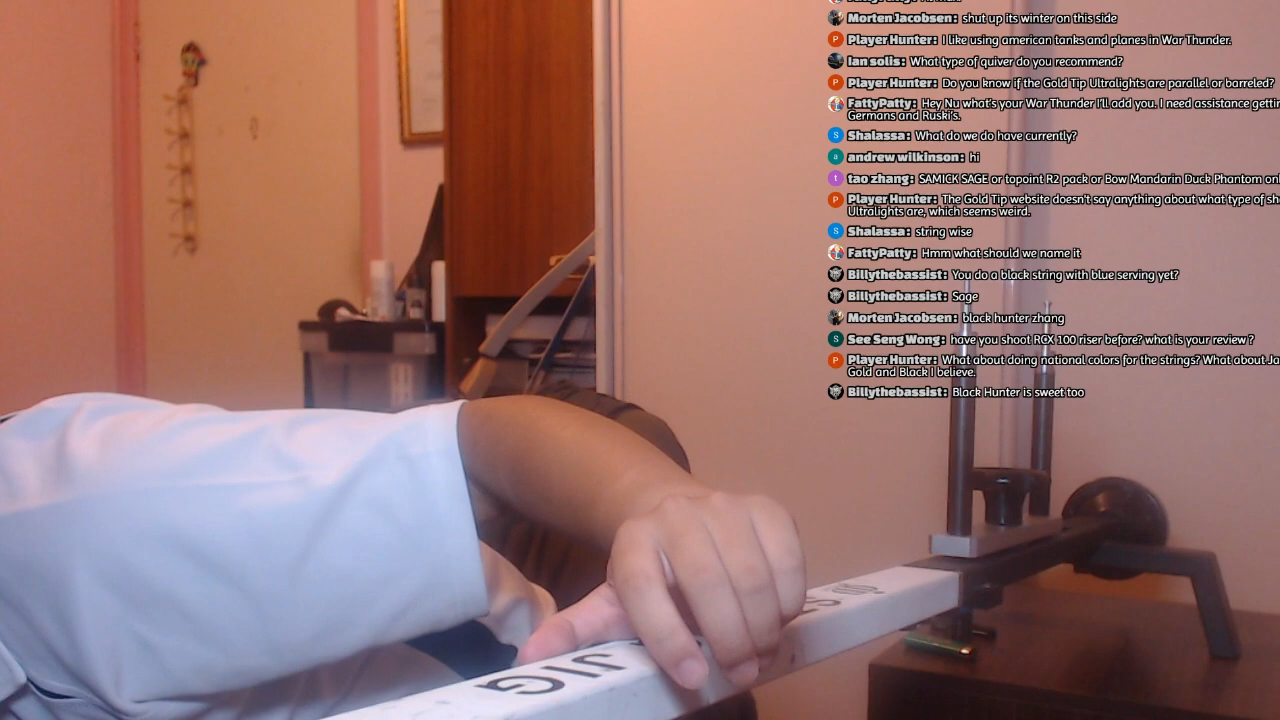 Morten Jacobsen: shut up its winter on this side
P Player Hunter: I like using american tanks and planes in War Thunder.
Ian solis: What type of quiver do you recommend?
P Player Hunter: Do you know if the Gold Tip Ultralights are parallel or barreled?
FattyPatty: Hey Nu what's your War Thunder I'll add you. I need assistance
Germans and Ruski's.
S Shalassa: What do we do have currently?
a andrew wilkinson: hi
t tao zhang: SAMICK SAGE or tapoint R2 pack or Bow Mandarin Duck Phantom
P Player Hunter: The Gold Tip website doesn't say anything about what type of
Ultralights are, which seems weird.
S Shalassa: string wise
FattyPatty: Hmm what should we name it
Billythebassist: You do a black string with blue serving yet?
Billythebassist: Sage
Morten Jacobsen: black hunter zhang
S See Seng Wong: have you shoot RCX 100 riser before? what is your review?
P Player Hunter: What about doing national colors for the strings? What about
Gold and Black I believe.
Billythebassist: Black Hunter is sweet too
JIG